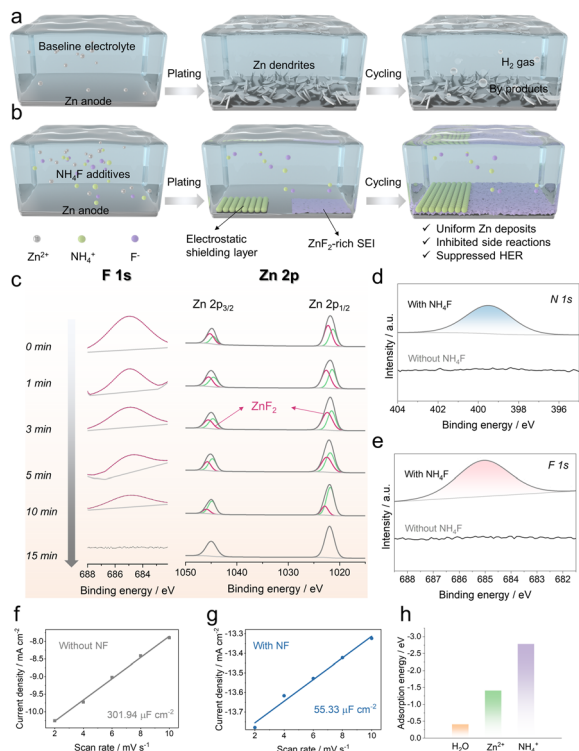 a
Baseline electrolyte
Zn anode
Plating
Zn dendrites
Cycling
H₂ gas
By products
b
NH₄F additives
Zn anode
Plating
Cycling
Zn²⁺
NH₄⁺
F⁻
Electrostatic
shielding layer
ZnF₂-rich SEI
✓ Uniform Zn deposits
✓ Inhibited side reactions
✓ Suppressed HER
c
F 1s
Zn 2p
Zn 2p₃/₂
Zn 2p₁/₂
0 min
1 min
3 min
ZnF₂
5 min
10 min
15 min
688 686 684
1050 1040 1030 1020
Binding energy / eV
Binding energy / eV
d
N 1s
With NH₄F
Without NH₄F
Intensity / a.u.
404 402 400 398 396
Binding energy / eV
e
F 1s
With NH₄F
Without NH₄F
Intensity / a.u.
688 687 686 685 684 683 682
Binding energy / eV
f
Current density / mA cm⁻²
-8.0
-8.5
-9.0
-9.5
-10.0
Without NF
301.94 μF cm⁻²
2 4 6 8 10
Scan rate / mV s⁻¹
g
Current density / mA cm⁻²
-13.3
-13.4
-13.5
-13.6
-13.7
With NF
55.33 μF cm⁻²
2 4 6 8 10
Scan rate / mV s⁻¹
h
Adsorption energy / -eV
-3.0
-2.5
-2.0
-1.5
-1.0
-0.5
0.0
H₂O Zn²⁺ NH₄⁺